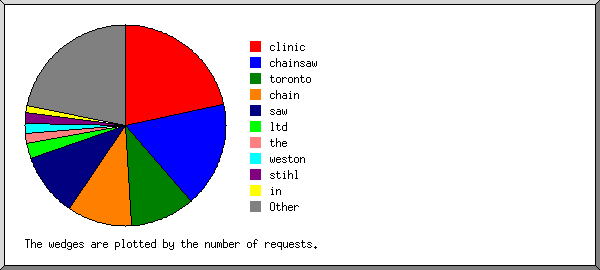 clinic
chainsaw
toronto
chain
saw
ltd
the
weston
stihl
in
Other
The wedges are plotted by the number of requests.